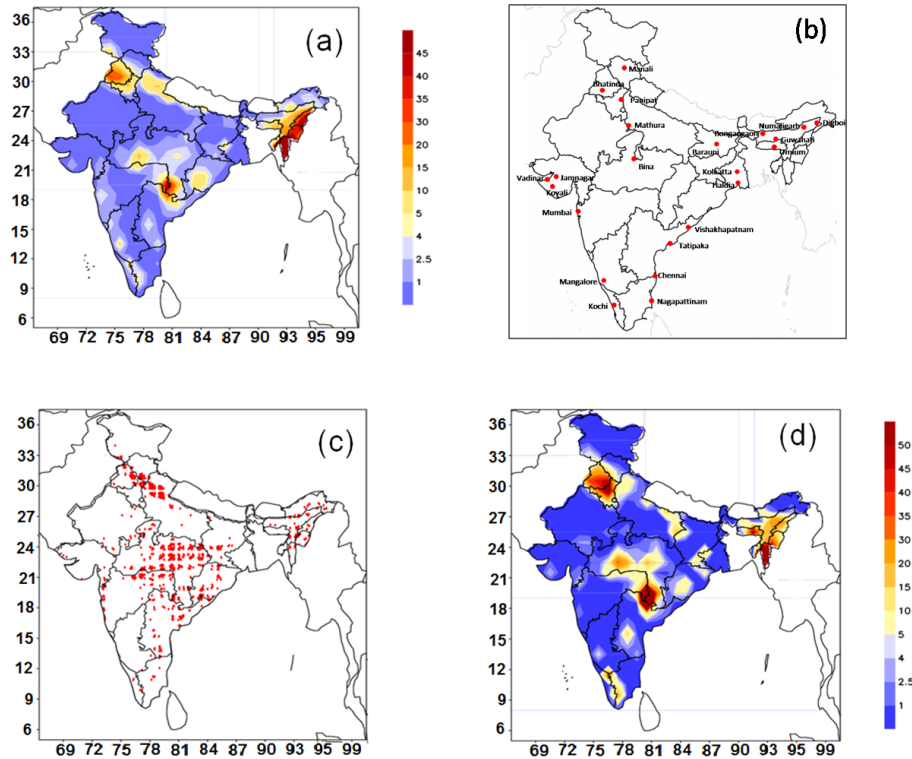 (a)
36
33
30
27
24
21
18
15
12
9
6
69 72 75 78 81 84 87 90 93 96 99
45
40
35
30
20
15
10
5
4
2.5
1
(b)
Manali
Bhatinda
Panipat
Mathura
Numaligarh
Digboi
Bongaogaon
Guwahati
Barauni
Umium
Bina
Kolkatta
Vadinar
Jamnagar
Haldia
Koyali
Mumbai
Vishakhapatnam
Tatipaka
Chennai
Mangalore
Kochi
Nagapattinam
(c)
36
33
30
27
24
21
18
15
12
9
6
69 72 75 78 81 84 87 90 93 96 99
(d)
36
33
30
27
24
21
18
15
12
9
6
69 72 75 78 81 84 87 90 93 96 99
50
45
40
35
30
20
15
10
5
4
2.5
1